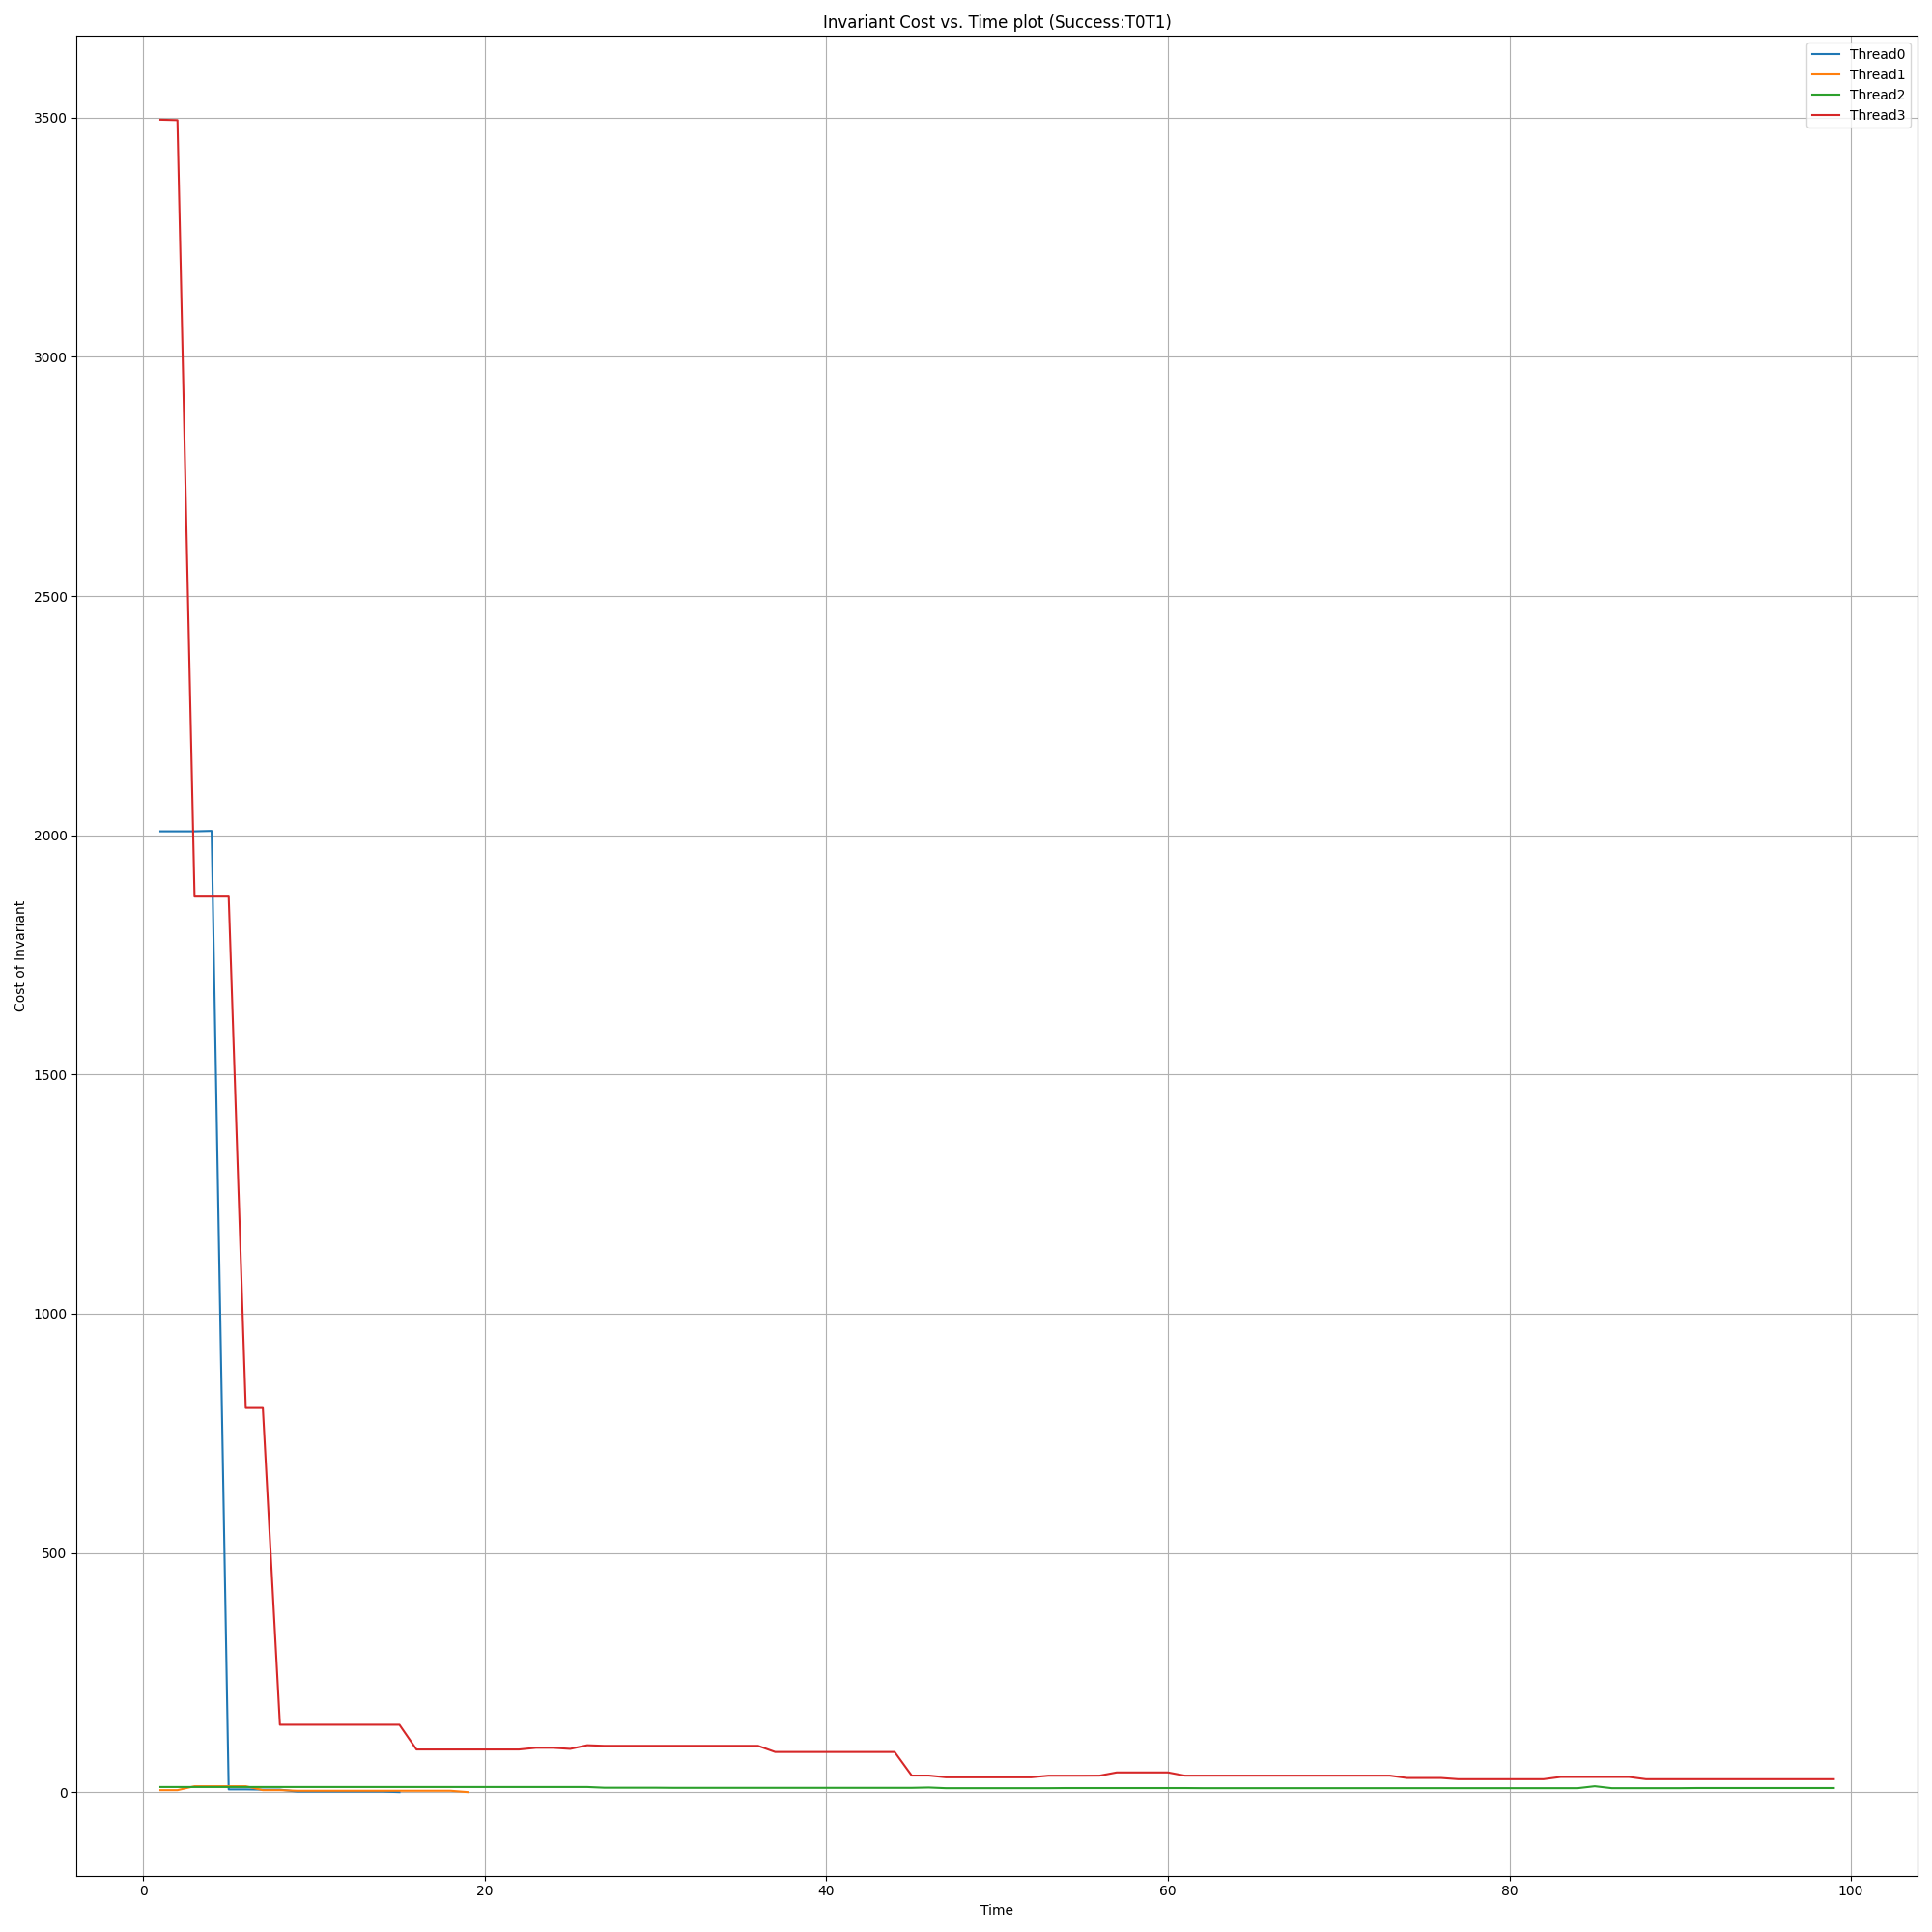 Invariant Cost vs. Time plot (Success:T0T1)
Thread0
Thread1
Thread2
Thread3
3500
3000
2500
2000
1500
1000
500
0
Cost of Invariant
0 20 40 60 80 100
Time